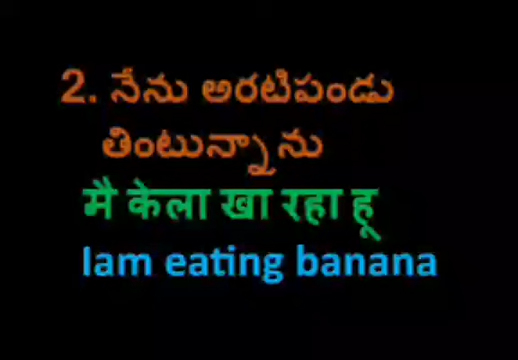 2. నేను అరటిపండు
తింటున్నాను
मै केला खा रहा हू
Iam eating banana